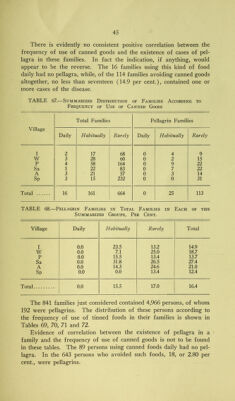 45
There is evidently no consistent positive correlation between the
frequency of use of canned goods and the existence of cases of pel-
lagra in these families. In fact the indication, if anything, would
appear to be the reverse. The 16 families using this kind of food
daily had no pellagra, while, of the 114 families avoiding canned goods
altogether, no less than seventeen (14.9 per cent.), contained one or
more cases of the disease.
TABLE 67.—Summarized Distribution of Families According to
Frequency of Use of Canned Goods
Village Total Families Pellagrin Families
Daily Habitually Rarely Daily Habitually Rarely
I 2 17 68 0 4 9
W 3 28 60 0 2 15
P 4 58 164 0 9 22
Sa 1 22 83 0 7 22
A 3 21 57 0 3 14
Sp 3 15 232 0 0 31
Total 16 161 664 0 25 113
TABLE 68.—Pellagrin Families in Total Families in Each of the
Summarized Groups, Per Cent.
Village Daily Habitually Rarely Total
I 0.0 23.5 13.2 14.9
W 0.0 7.1 25.0 18.7
P 0.0 15.5 13.4 13.7
Sa 0.0 31.8 26.5 27.4
A 0.0 14.3 24.6 21.0
Sp 0.0 0.0 13.4 12.4
Total 0.0 15.5 17.0 16.4
The 841 families just considered contained 4,966 persons, of whom
192 were pellagrins. The distribution of these persons according to
the frequency of use of tinned foods in their families is shown in
Tables 69, 70, 71 and 72.
Evidence of correlation between the existence of pellagra in a
family and the frequency of use of canned goods is not to be found
in these tables. The 89 persons using canned foods daily had no pel-
lagra. In the 643 persons who avoided such foods, 18, or 2.80 per
cent., were pellagrins.